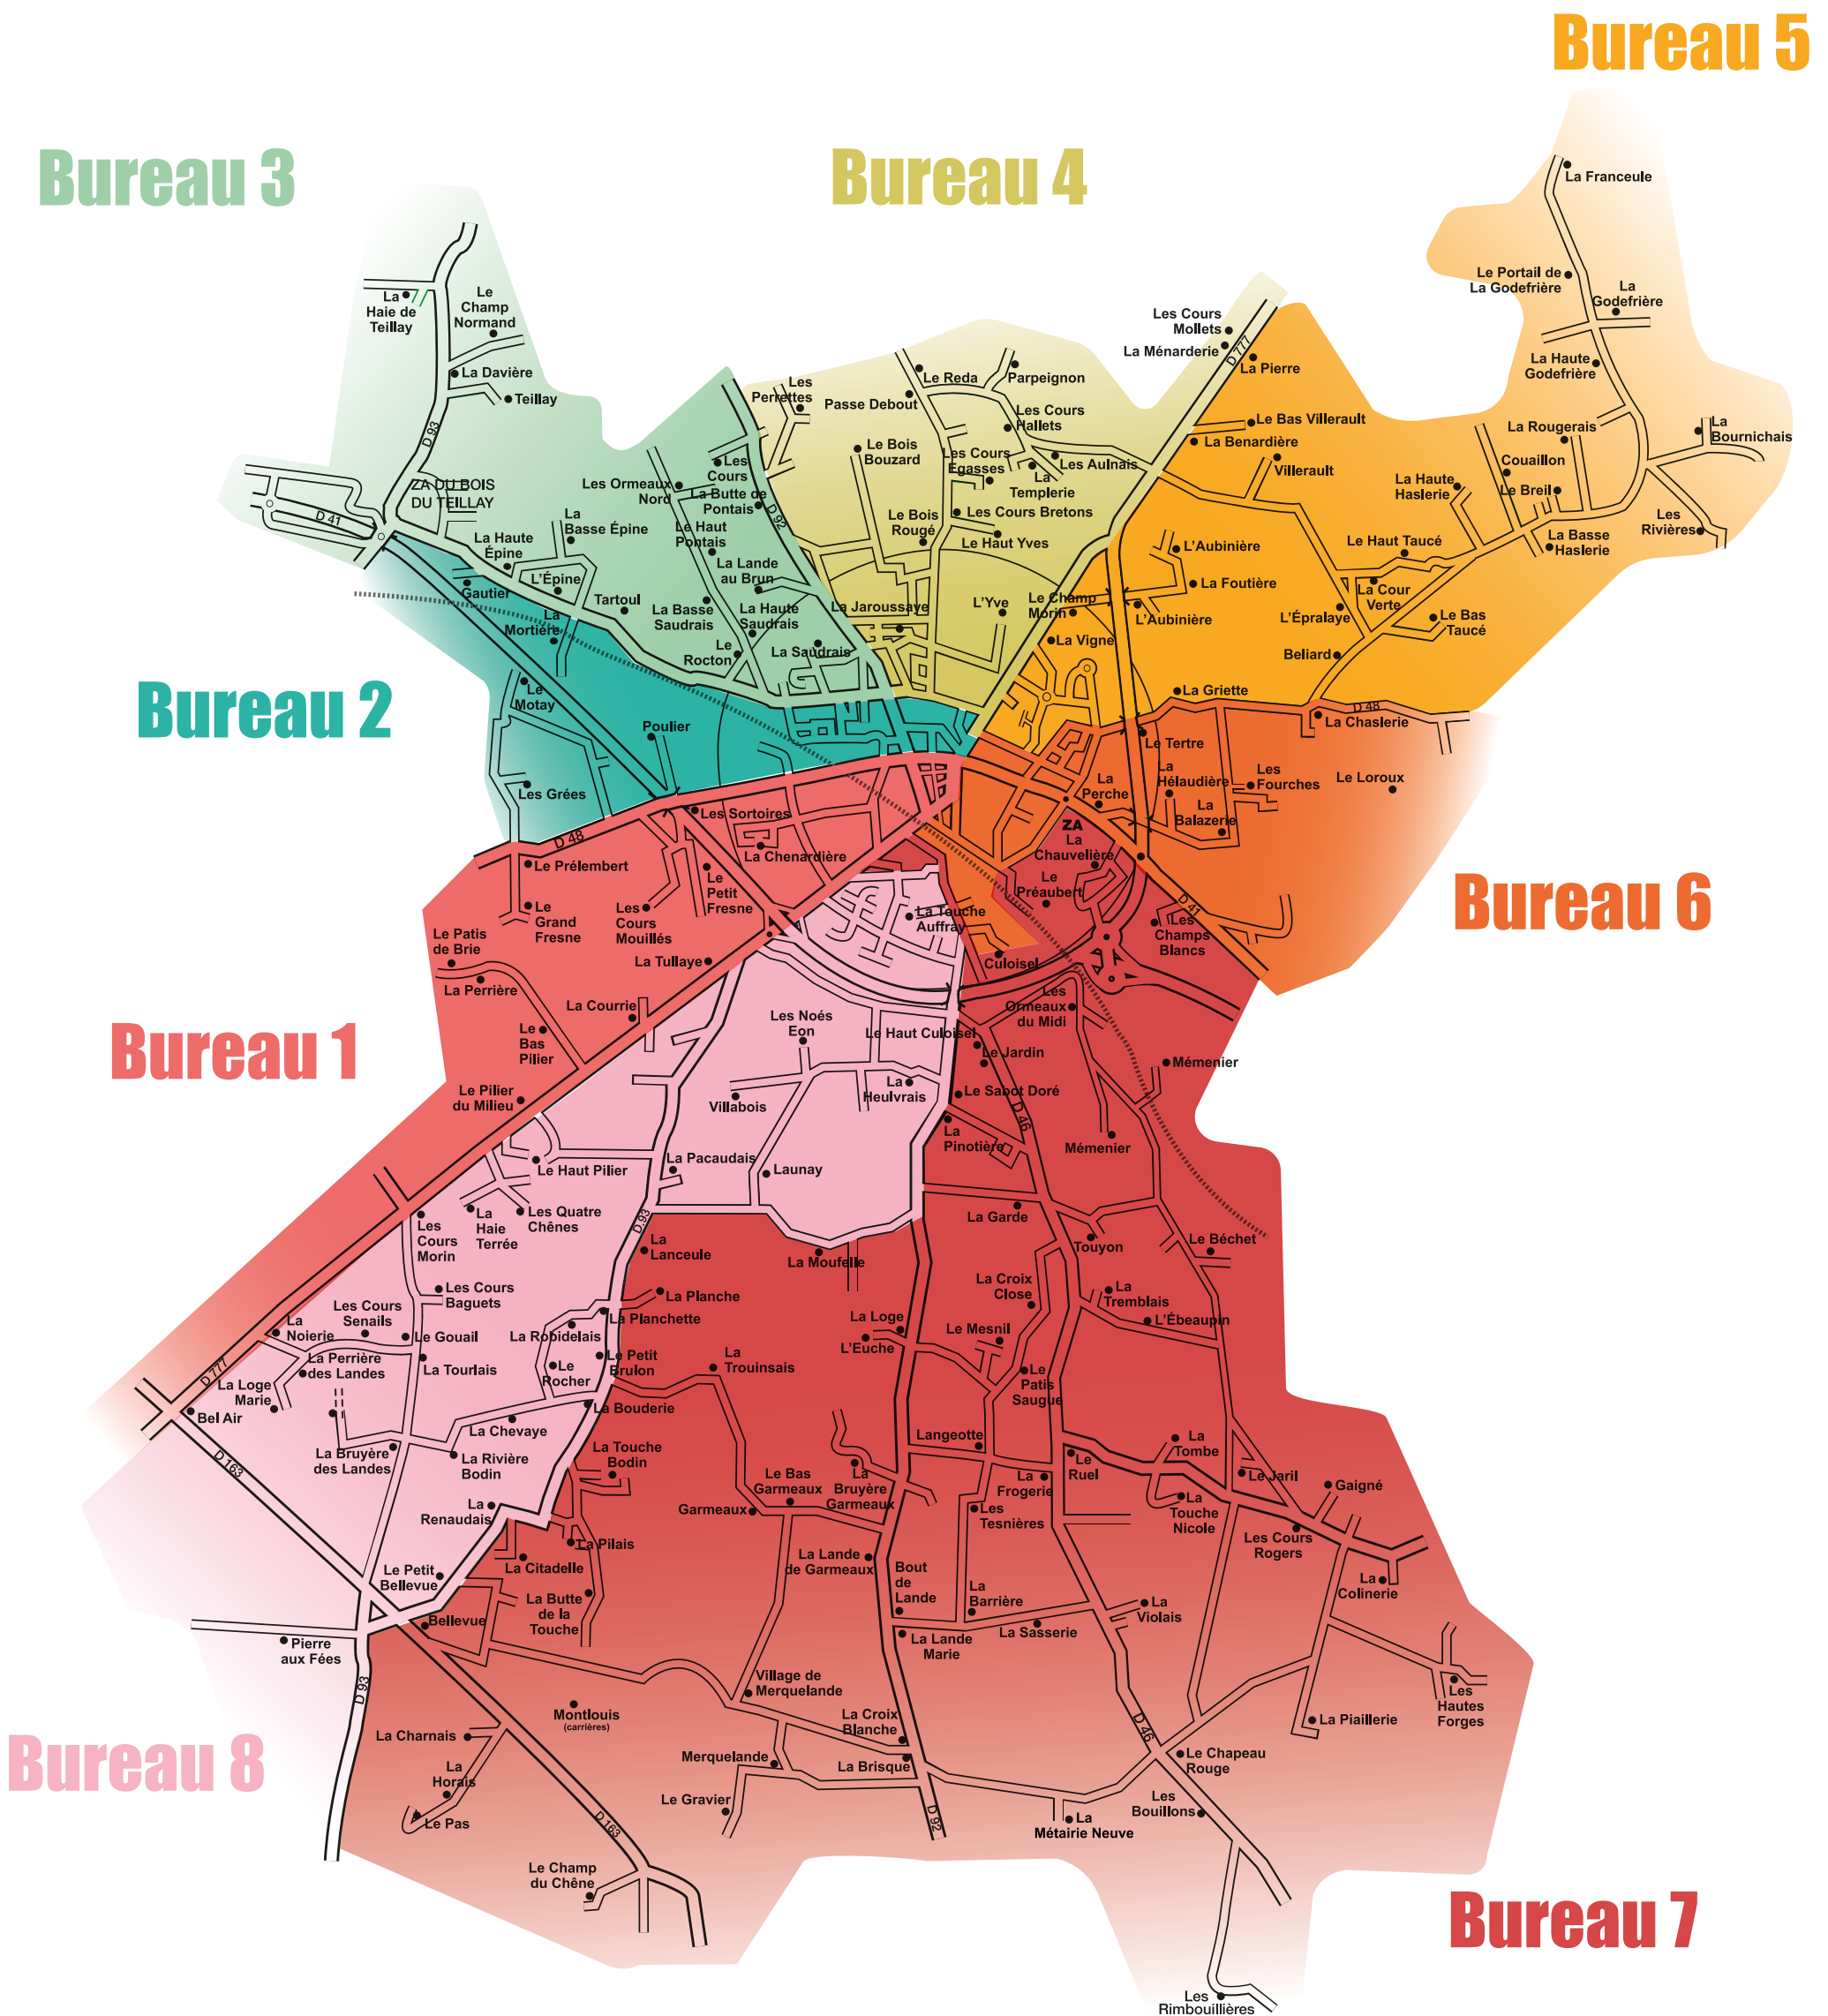 Bureau 5
Bureau 3
Bureau 4
La Franceule
Le Portail de
La Godefrière
La
Godefrière
La Haute
Godefrière
La Rougerais
La
Bournichais
Couaillon
Le Breil
La Haute
Haslerie
La Basse
Haslerie
Les
Rivières
La
Haie de
Teillay
Le
Champ
Normand
La Davière
Teillay
D 93
ZA DU BOIS
DU TEILLAY
D 41
La Haute
Épine
La
Basse Épine
L'Épine
Gautier
Tartoul
Les Ormeaux
Nord
Les
Cours
La Butte de
Pontais
D 92
Le Haut
Pontais
La Lande
au Brun
La Basse
Saudrais
La Haute
Saudrais
Le
Rocton
La Saudrais
Les
Perrettes
Passe Debout
Le Reda
Parpeignon
Les Cours
Hallets
Le Bois
Bouzard
Les Cours
Egasses
La
Templerie
Les Aulnais
Les Cours Bretons
Le Bois
Rougé
Le Haut Yves
La Jaroussaye
L'Yve
Les Cours
Mollets
La Ménarderie
D 777
La Pierre
Le Bas Villerault
La Benardière
Villerault
L'Aubinière
La Foutière
Le Champ
Morin
L'Aubinière
La Vigne
Le Haut Taucé
La Cour
Verte
L'Épralaye
Le Bas
Taucé
Beliard
La Griette
D 48
La Chaslerie
Bureau 2
La
Mortière
Le
Motay
Poulier
Les Grées
D 48
Le Tertre
La
Hélaudière
Les
Fourches
Le Loroux
La
Perche
La
Balazerie
ZA
La
Chauvelière
Le
Préaubert
D 41
Les
Champs
Blancs
Bureau 6
Les Sortoires
La Chenardière
Le Prélembert
Le
Petit
Fresne
Le
Grand
Fresne
Les
Cours
Mouillés
Le Patis
de Brie
La Perrière
La Tullaye
La Courrie
Le
Bas
Pilier
Le Pilier
du Milieu
Bureau 1
La Touche
Auffray
Culoisel
Les
Ormeaux
du Midi
Les Noés
Eon
Le Haut Culoisel
Le Jardin
Mémenier
La
Heulvrais
Le Sabot Doré
Villabois
D 46
La
Pinotière
Mémenier
Le Haut Pilier
La Pacaudais
Launay
La
Haie
Terrée
Les Quatre
Chênes
Les
Cours
Morin
D 93
La Garde
Touyon
Le Béchet
La
Lanceule
La Moufelle
Les Cours
Baguets
La Planche
La Planchette
La Croix
Close
La
Tremblais
L'Ébeaupin
Les Cours
Senails
La
Noierie
Le Gouail
La Robidelais
La Loge
L'Euche
Le Mesnil
D 777
La Perrière
des Landes
La Tourlais
Le
Rocher
Le Petit
Brulon
La
Trouinsais
Le
Patis
Saugue
La Loge
Marie
Bel Air
La Bouderie
La Chevaye
La Bruyère
des Landes
La Rivière
Bodin
D 163
La Touche
Bodin
Langeotte
Le
Ruel
La
Tombe
Le Jaril
Gaigné
Le Bas
Garmeaux
Garmeaux
La
Bruyère
Garmeaux
La
Frogerie
Les
Tesnières
La
Touche
Nicole
Les Cours
Rogers
La
Renaudais
La Pilais
La Citadelle
La Lande
de Garmeaux
Bout
de
Lande
La
Barrière
La
Colinerie
Le Petit
Bellevue
La Butte
de la
Touche
Bellevue
La Violais
La Sasserie
La Lande
Marie
Pierre
aux Fées
D 93
Village de
Merquelande
Montlouis
(carrières)
La Croix
Blanche
Les
Hautes
Forges
La Piaillerie
D 46
Bureau 8
La Charnais
La
Horais
Le Pas
Merquelande
La Brisque
Le Chapeau
Rouge
Le Gravier
D 163
D 92
La
Métairie Neuve
Les
Bouillons
Le Champ
du Chêne
Bureau 7
Les
Rimbouillières